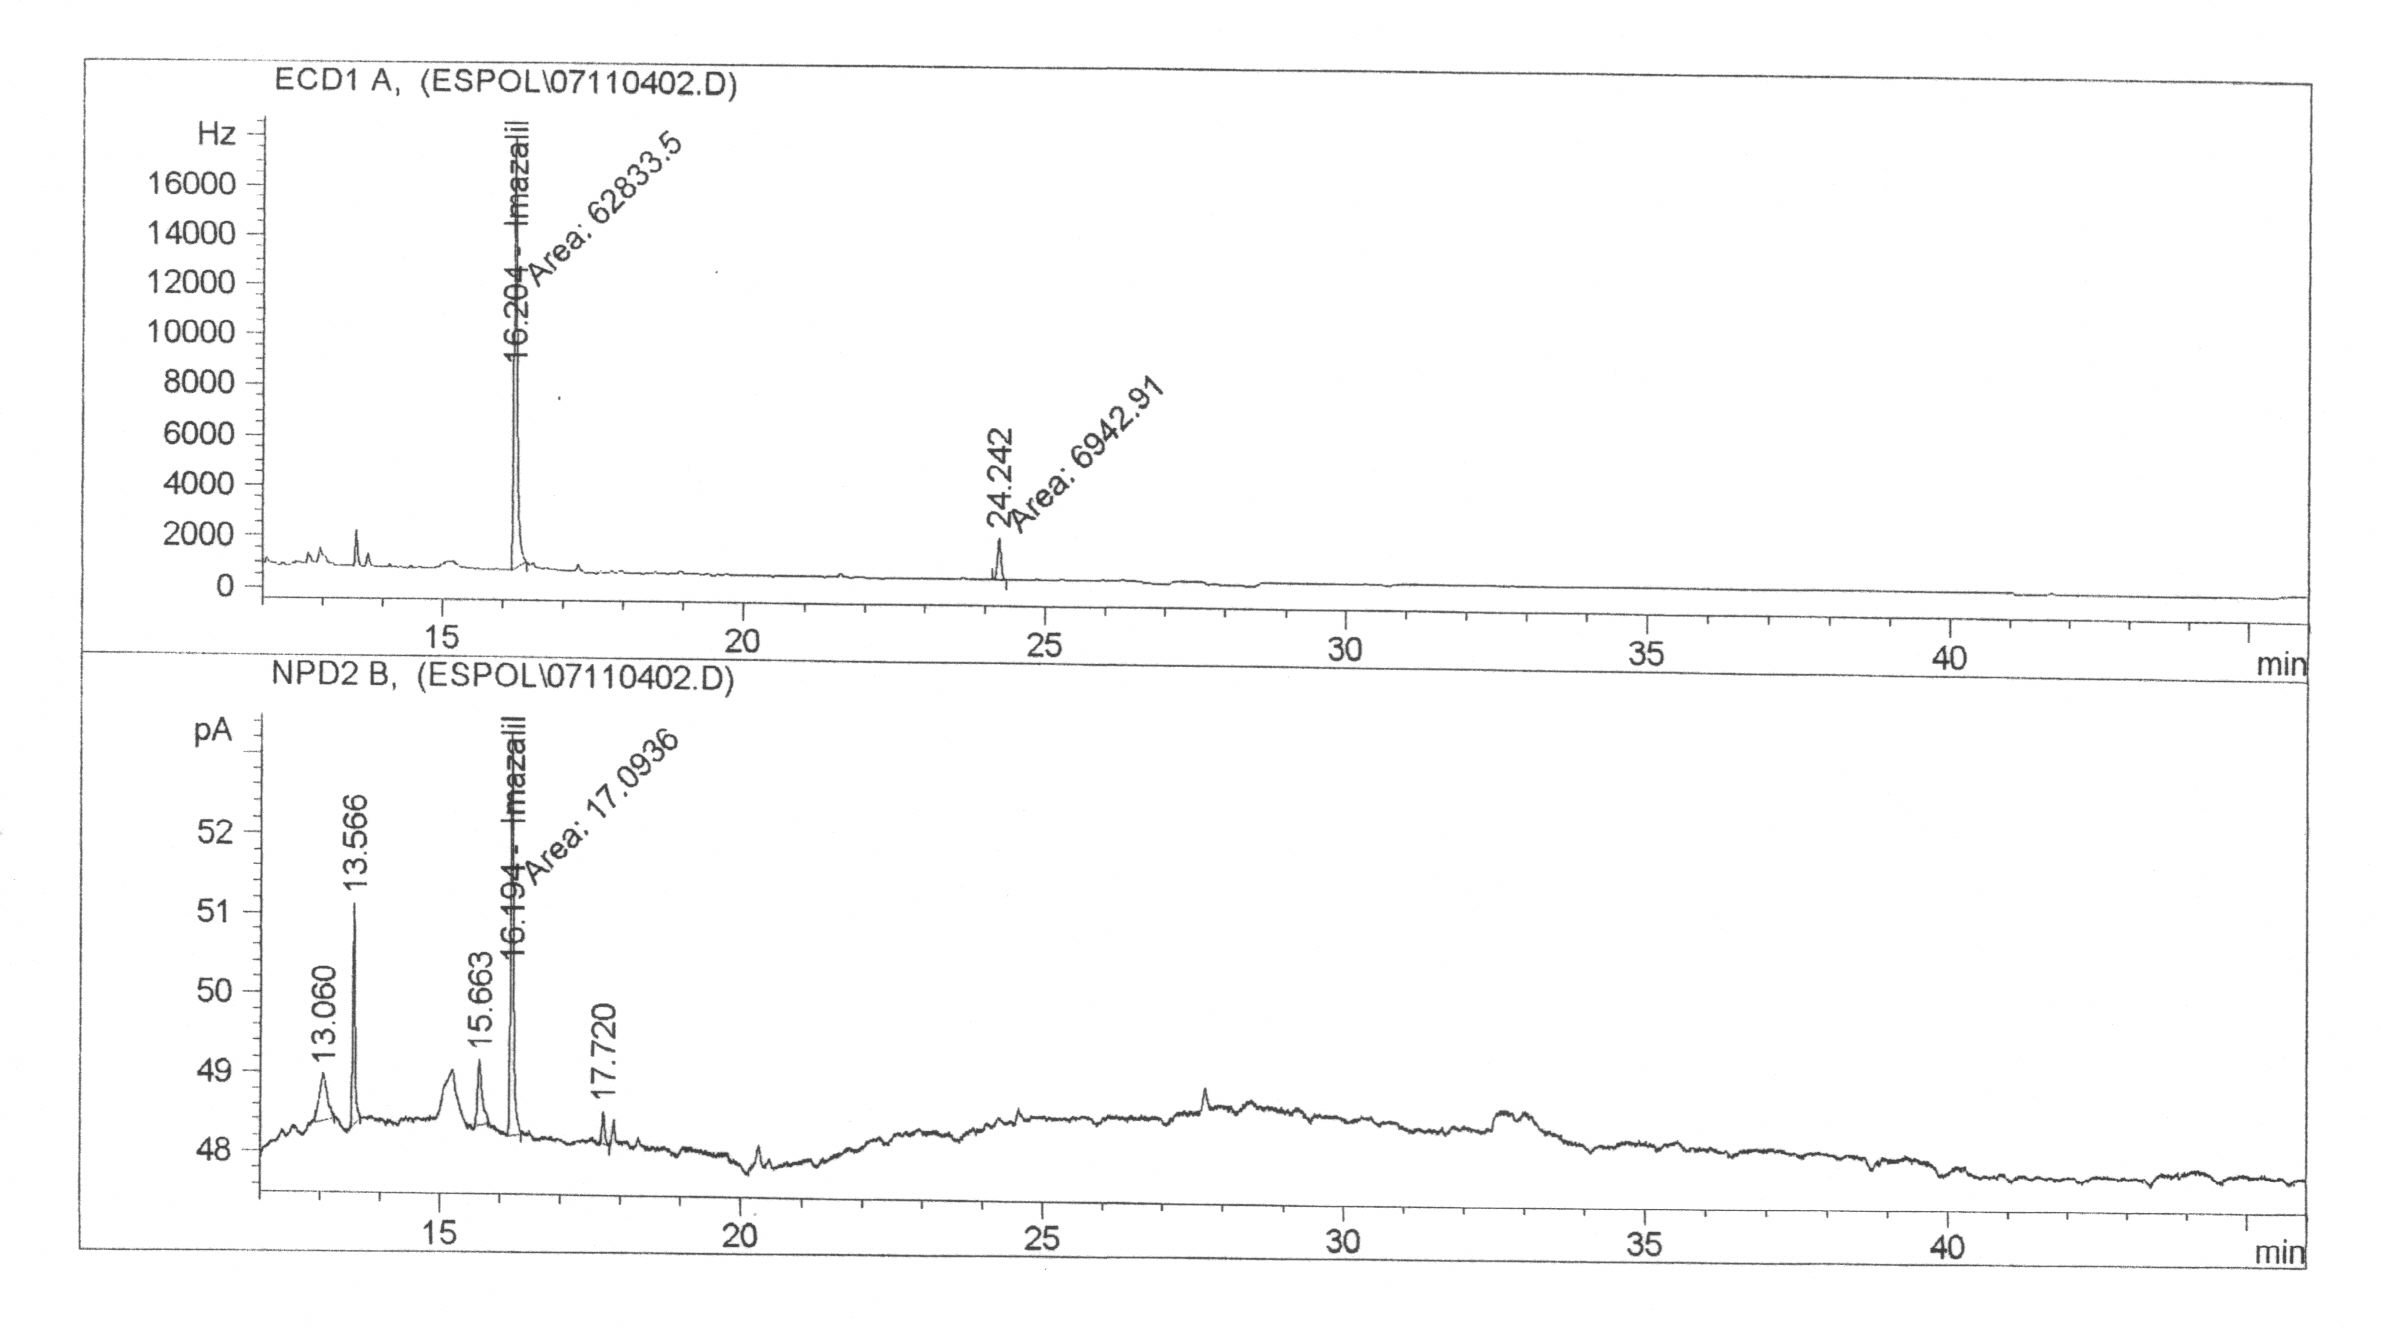 ECD1 A, (ESPOL\07110402.D)
Hz
16000
14000
12000
10000
8000
6000
4000
2000
0
16.204 - Imazalil
Area: 62833.5
24.242
Area: 6942.91
15 20 25 30 35 40 min
NPD2 B, (ESPOL\07110402.D)
pA
52
51
50
49
48
13.060
13.566
15.663
16.194 - Imazalil
Area: 17.0936
17.720
15 20 25 30 35 40 min